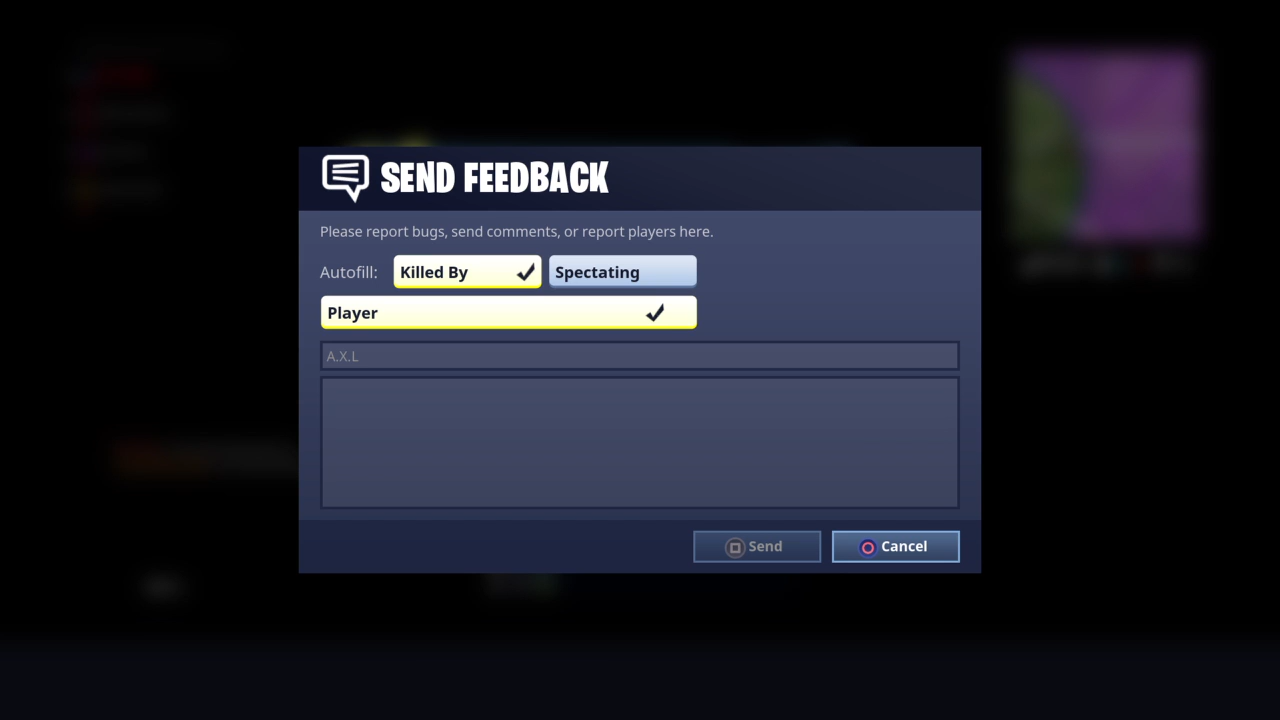 SEND FEEDBACK
Please report bugs, send comments, or report players here.
Autofill: Killed By Spectating
Player
A.X.L
Send Cancel